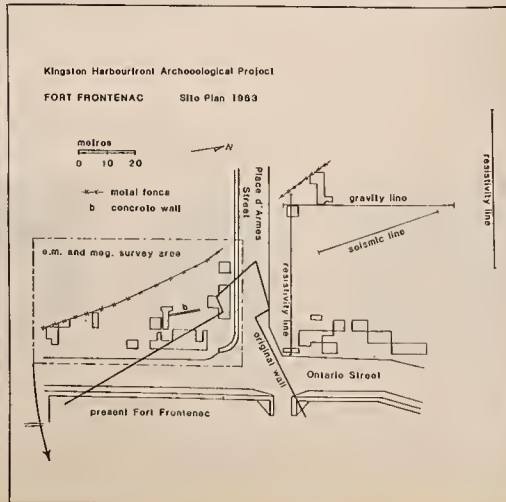 Kingston Harbourfront Archaeological Project
FORT FRONTENAC Site Plan 1983
metres
0 10 20
N
metal fence
b concrete wall
Place d'Armes
Street
gravity line
seismic line
resistivity line
resistivity line
e.m. and mag. survey area
b
original wall
Ontario Street
present Fort Frontenac